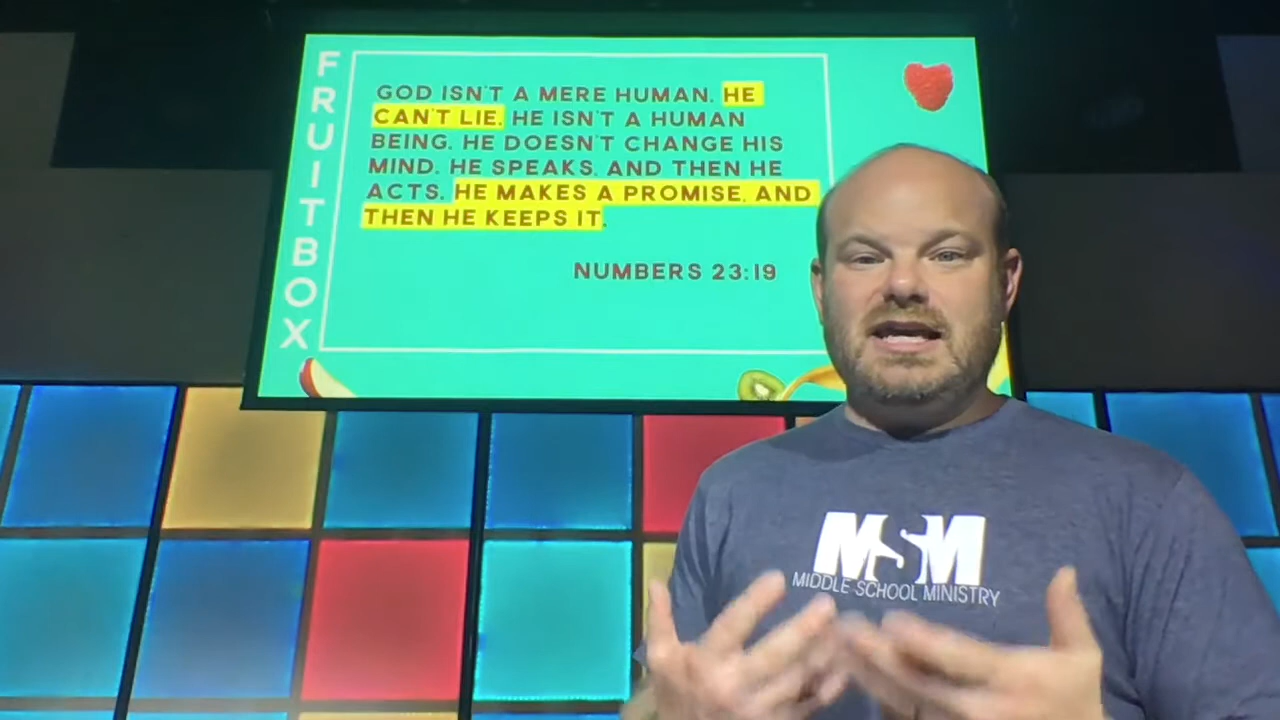 FRUITBOX
GOD ISN'T A MERE HUMAN. HE
CAN'T LIE. HE ISN'T A HUMAN
BEING. HE DOESN'T CHANGE HIS
MIND. HE SPEAKS, AND THEN HE
ACTS. HE MAKES A PROMISE, AND
THEN HE KEEPS IT.
NUMBERS 23:19
MSM
MIDDLE SCHOOL MINISTRY